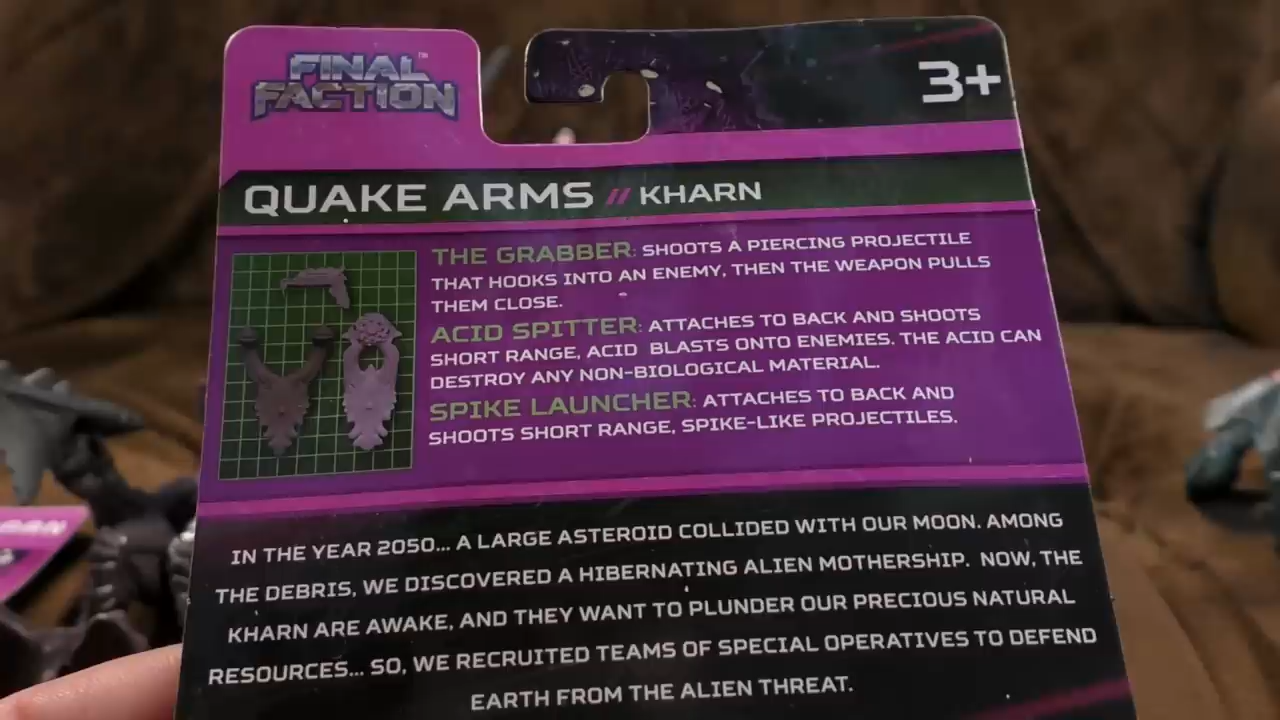 FINAL™
FACTION
3+
QUAKE ARMS // KHARN
THE GRABBER: SHOOTS A PIERCING PROJECTILE
THAT HOOKS INTO AN ENEMY, THEN THE WEAPON PULLS
THEM CLOSE.
ACID SPITTER: ATTACHES TO BACK AND SHOOTS
SHORT RANGE, ACID BLASTS ONTO ENEMIES. THE ACID CAN
DESTROY ANY NON-BIOLOGICAL MATERIAL.
SPIKE LAUNCHER: ATTACHES TO BACK AND
SHOOTS SHORT RANGE, SPIKE-LIKE PROJECTILES.
IN THE YEAR 2050... A LARGE ASTEROID COLLIDED WITH OUR MOON. AMONG
THE DEBRIS, WE DISCOVERED A HIBERNATING ALIEN MOTHERSHIP. NOW, THE
KHARN ARE AWAKE, AND THEY WANT TO PLUNDER OUR PRECIOUS NATURAL
RESOURCES... SO, WE RECRUITED TEAMS OF SPECIAL OPERATIVES TO DEFEND
EARTH FROM THE ALIEN THREAT.